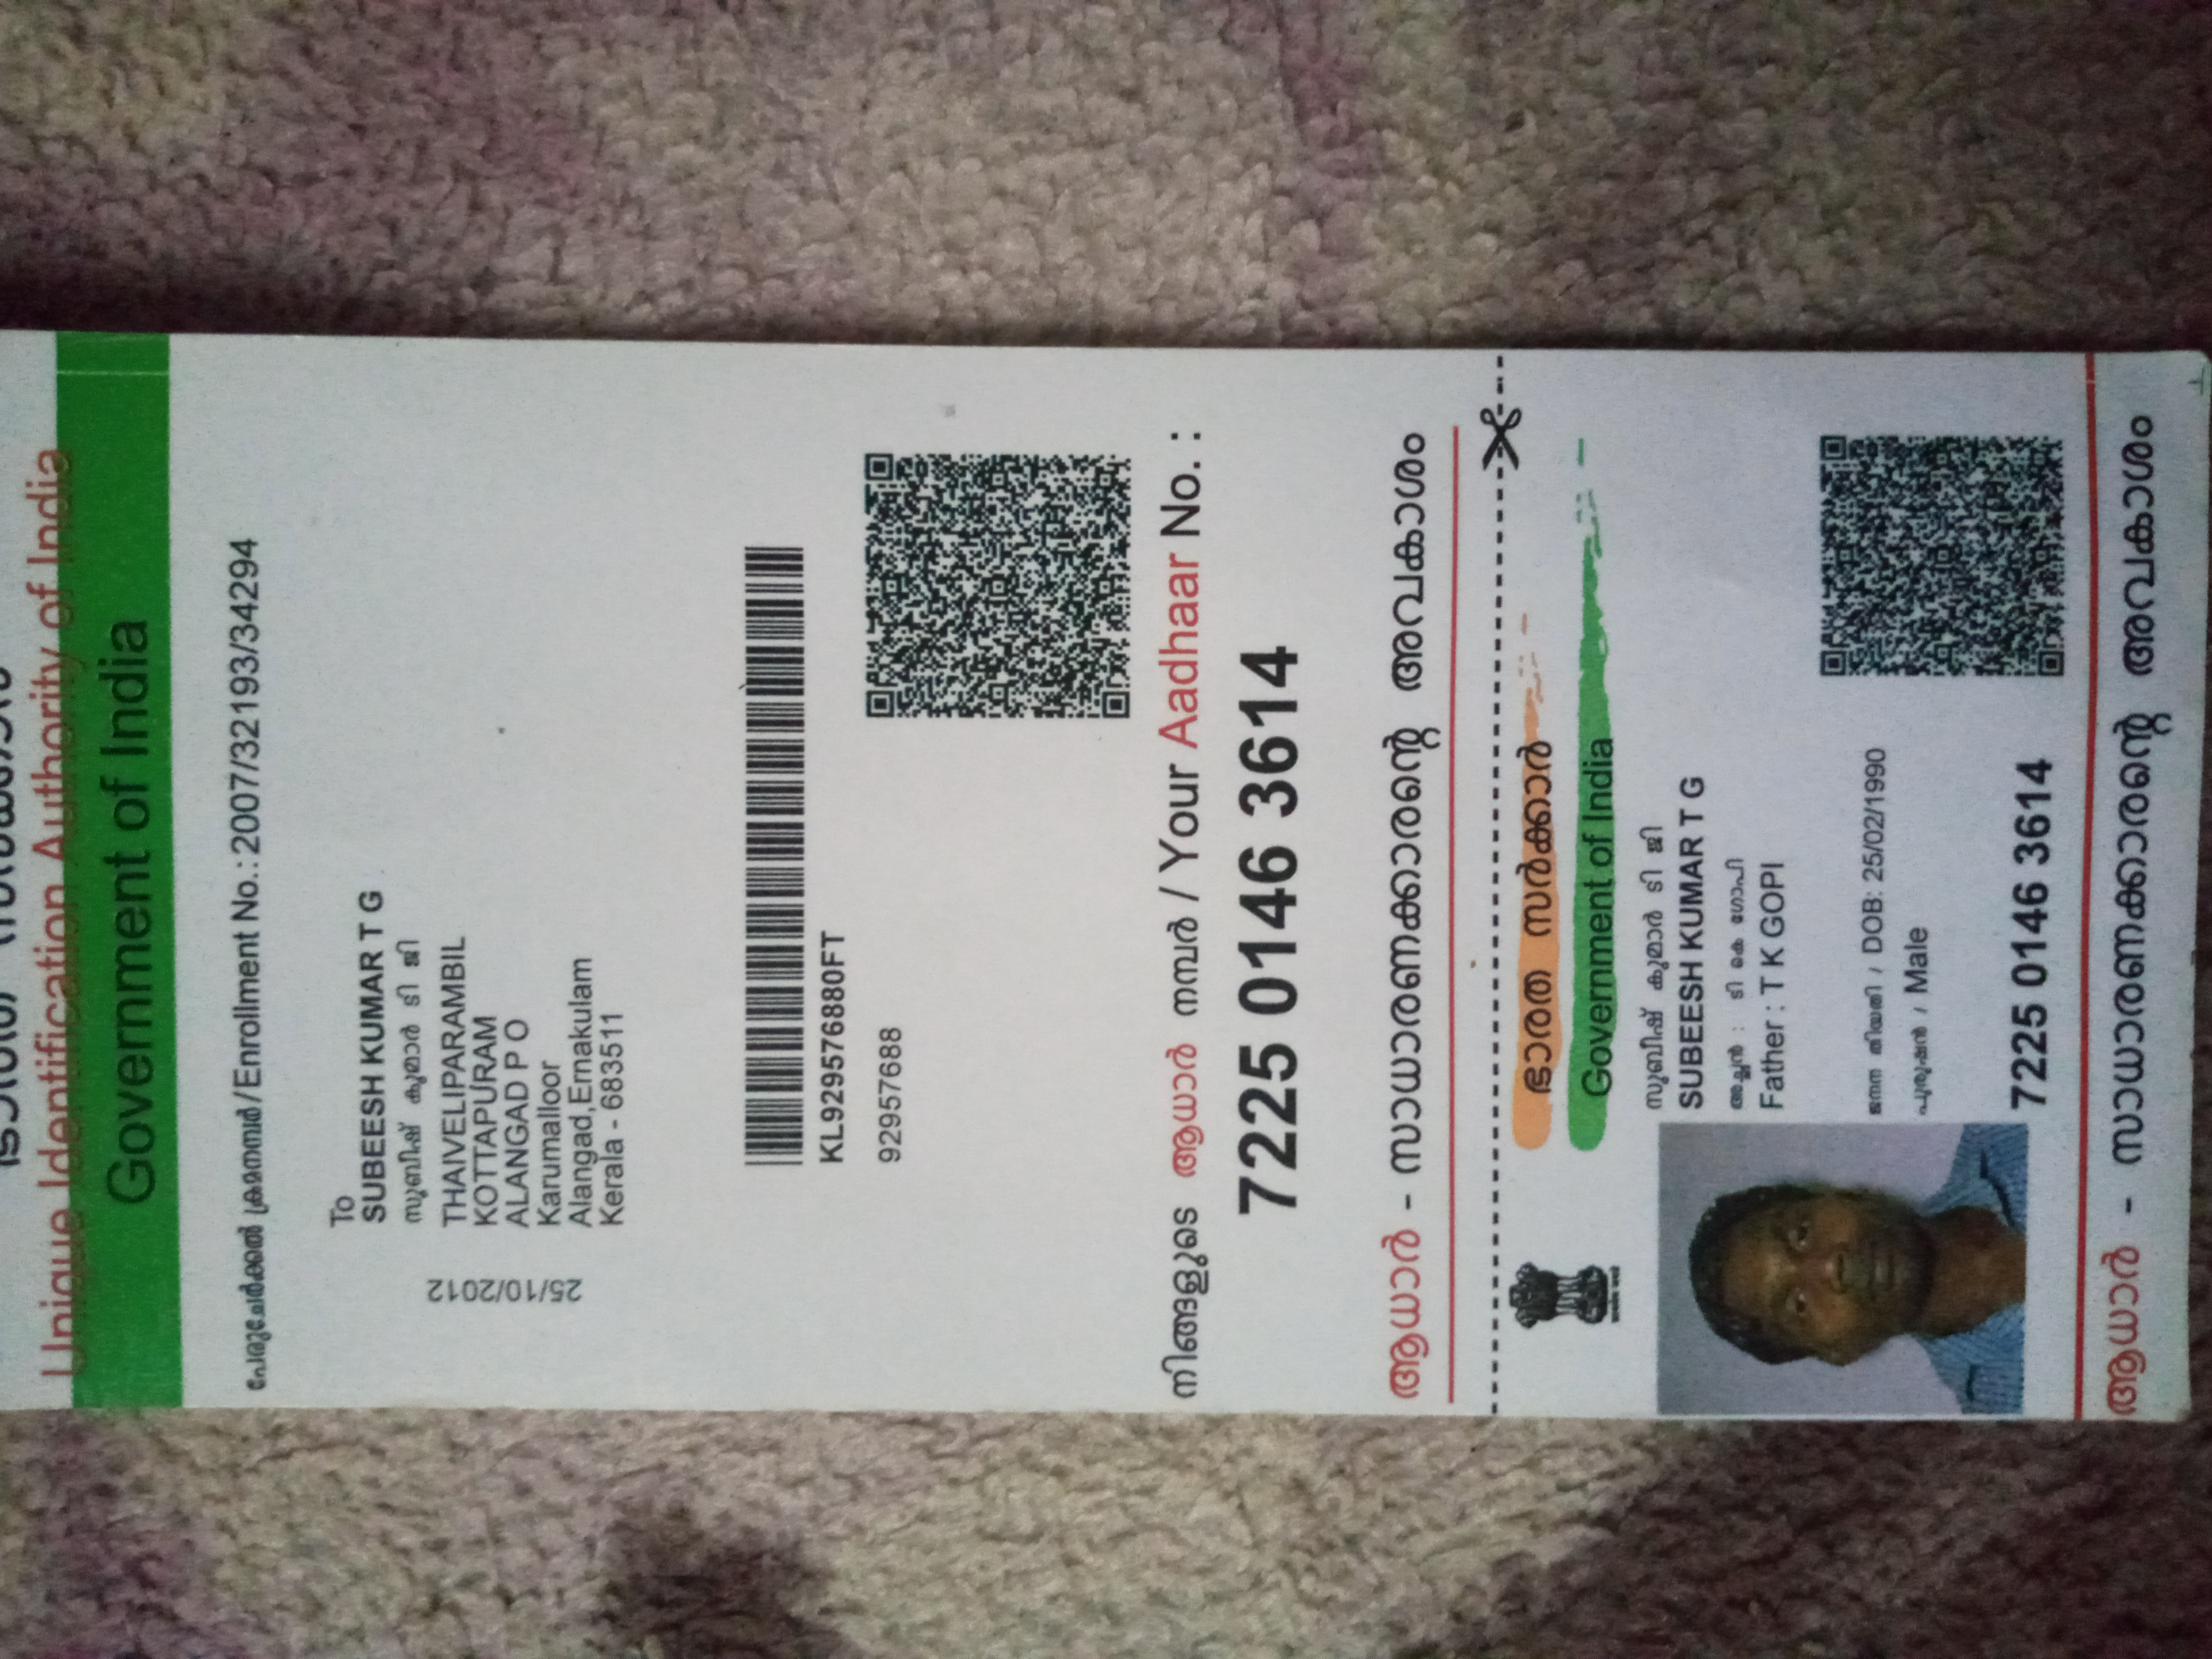 Unique Identification Authority of India
Government of India
പേരുചേർക്കൽ ക്രമനമ്പർ / Enrollment No.: 2007/32193/34294
To
SUBEESH KUMAR T G
സുബീഷ് കുമാർ ടി ജി
THAIVELIPARAMBIL
KOTTAPURAM
ALANGAD P O
Karumalloor
Alangad,Ernakulam
Kerala - 683511
25/10/2012
KL929576880FT
92957688
നിങ്ങളുടെ ആധാർ നമ്പർ / Your Aadhaar No. :
7225 0146 3614
ആധാർ - സാധാരണക്കാരന്റെ അവകാശം
ഭാരത സർക്കാർ
Government of India
സുബീഷ് കുമാർ ടി ജി
SUBEESH KUMAR T G
അച്ഛൻ : ടി കെ ഗോപി
Father : T K GOPI
ജനന തിയതി / DOB: 25/02/1990
പുരുഷൻ / Male
7225 0146 3614
ആധാർ - സാധാരണക്കാരന്റെ അവകാശം